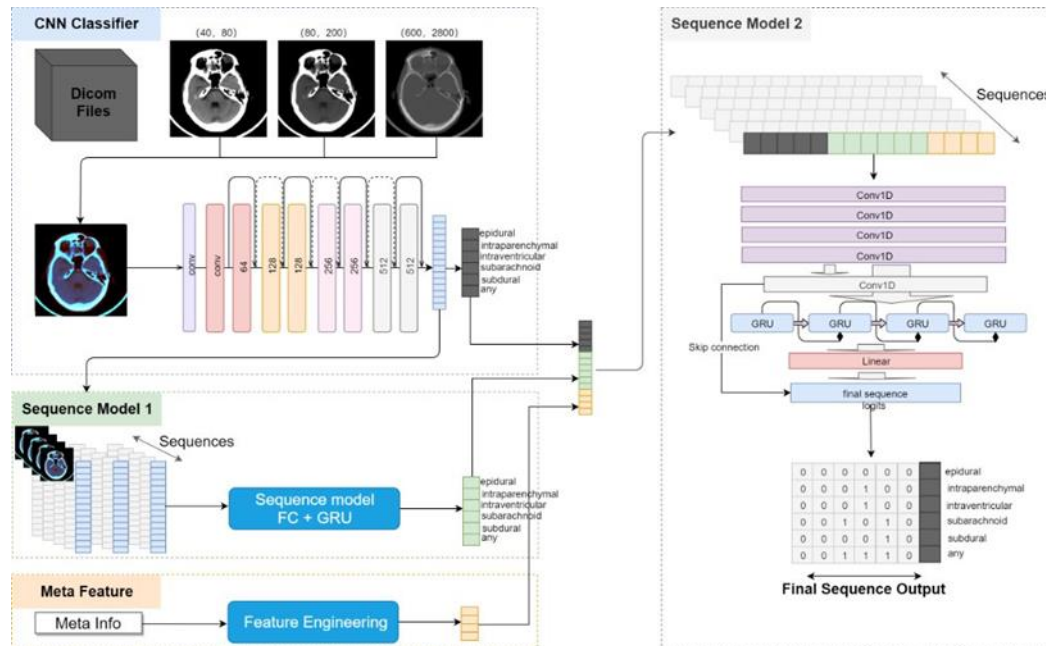 CNN Classifier
(40, 80)
(80, 200)
(600, 2800)
Dicom
Files
conv
conv
64
128
128
256
256
512
512
epidural
intraparenchymal
intraventricular
subarachnoid
subdural
any
Sequence Model 1
Sequences
Sequence model
FC + GRU
epidural
intraparenchymal
intraventricular
subarachnoid
subdural
any
Meta Feature
Meta Info
Feature Engineering
Sequence Model 2
Sequences
Conv1D
Conv1D
Conv1D
Conv1D
Conv1D
GRU
GRU
GRU
GRU
Skip connection
Linear
final sequence
logits
0 0 0 0 0 0 epidural
0 0 0 1 0 0 intraparenchymal
0 0 0 1 0 0 intraventricular
0 0 1 0 1 0 subarachnoid
0 0 0 0 0 0 subdural
0 0 1 1 1 0 any
Final Sequence Output